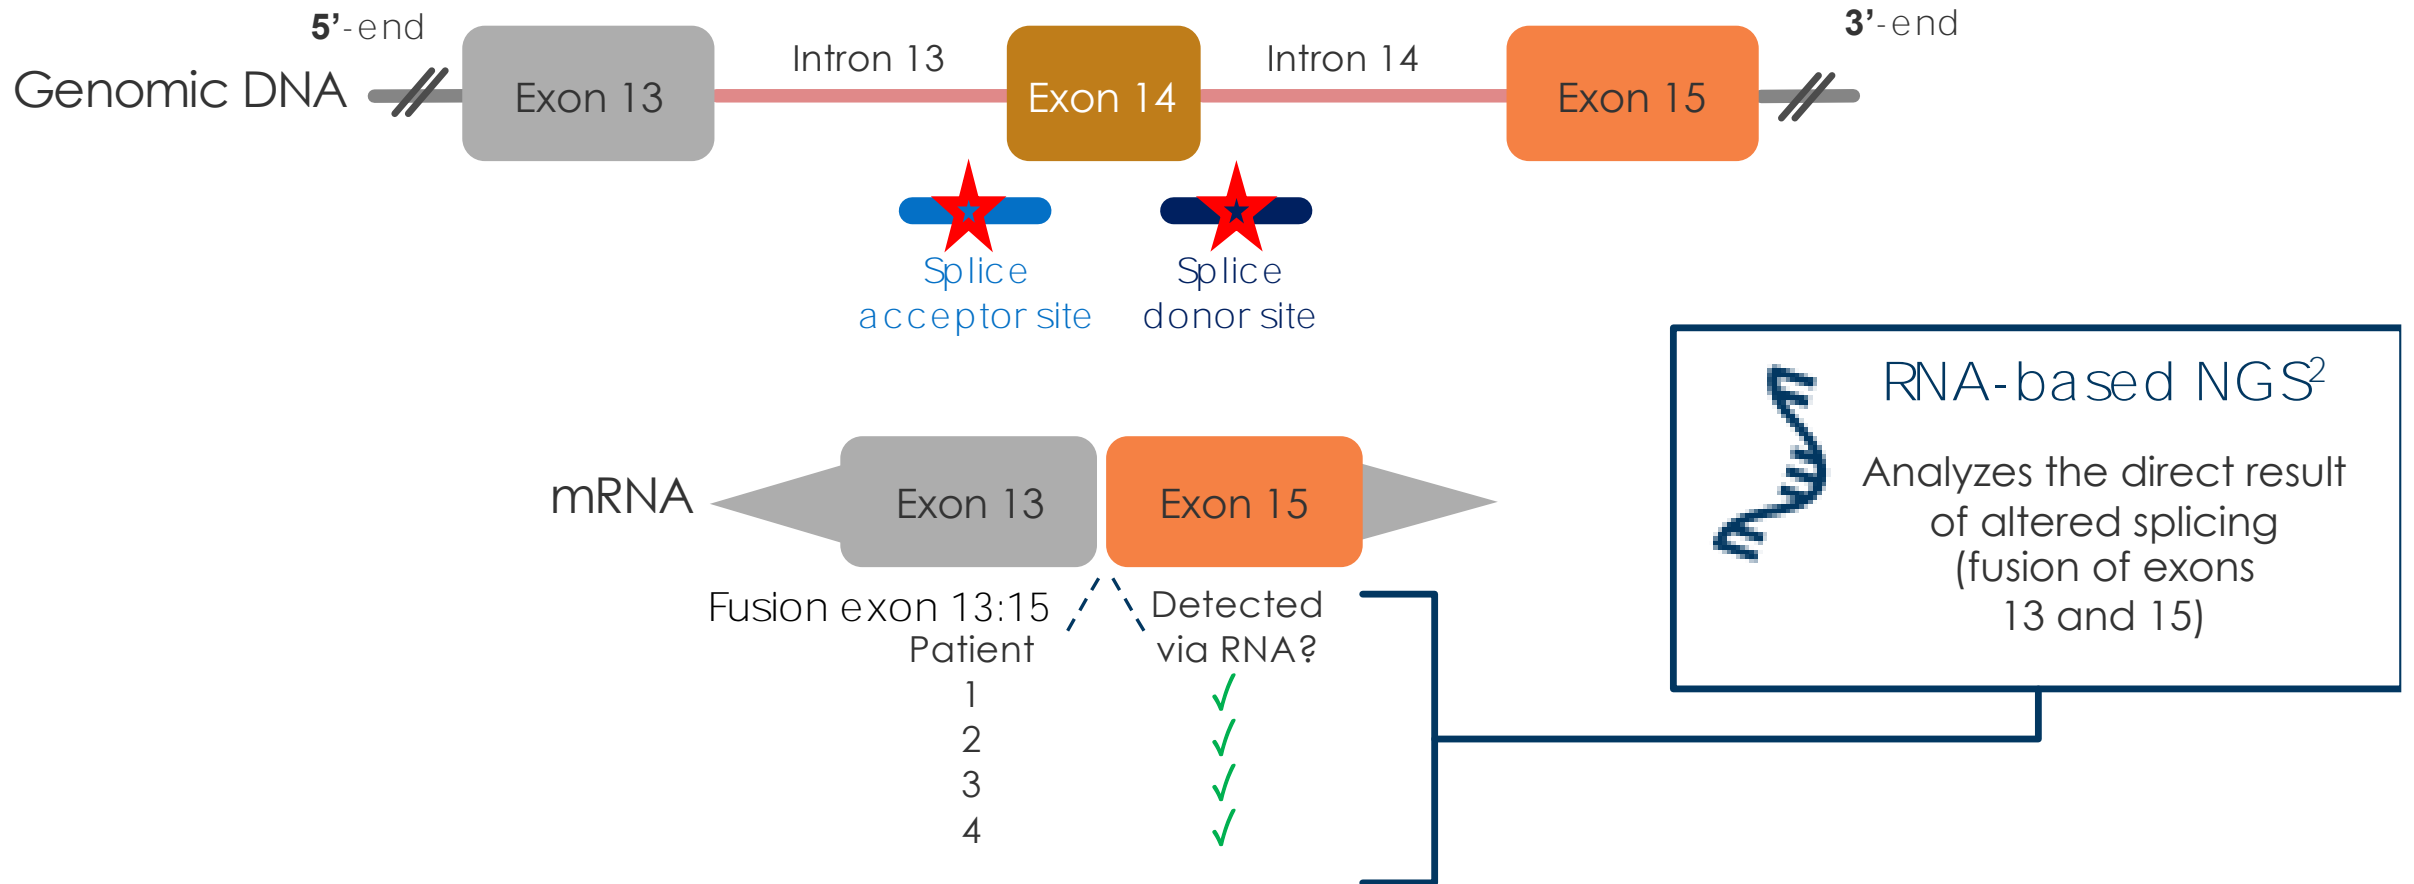 5'-end
3'-end
Genomic DNA
Exon 13
Intron 13
Exon 14
Intron 14
Exon 15
Splice
acceptor site
Splice
donor site
mRNA
Exon 13
Exon 15
Fusion exon 13:15
Patient
Detected
via RNA?
1 ✓
2 ✓
3 ✓
4 ✓
RNA-based NGS²
Analyzes the direct result
of altered splicing
(fusion of exons
13 and 15)